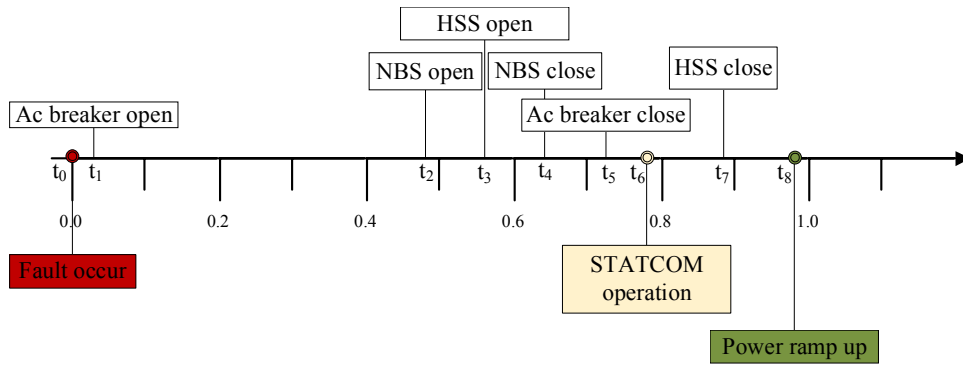 HSS open
NBS open
NBS close
HSS close
Ac breaker open
Ac breaker close
t0 t1 t2 t3 t4 t5 t6 t7 t8
0.0 0.2 0.4 0.6 0.8 1.0
Fault occur
STATCOM
operation
Power ramp up